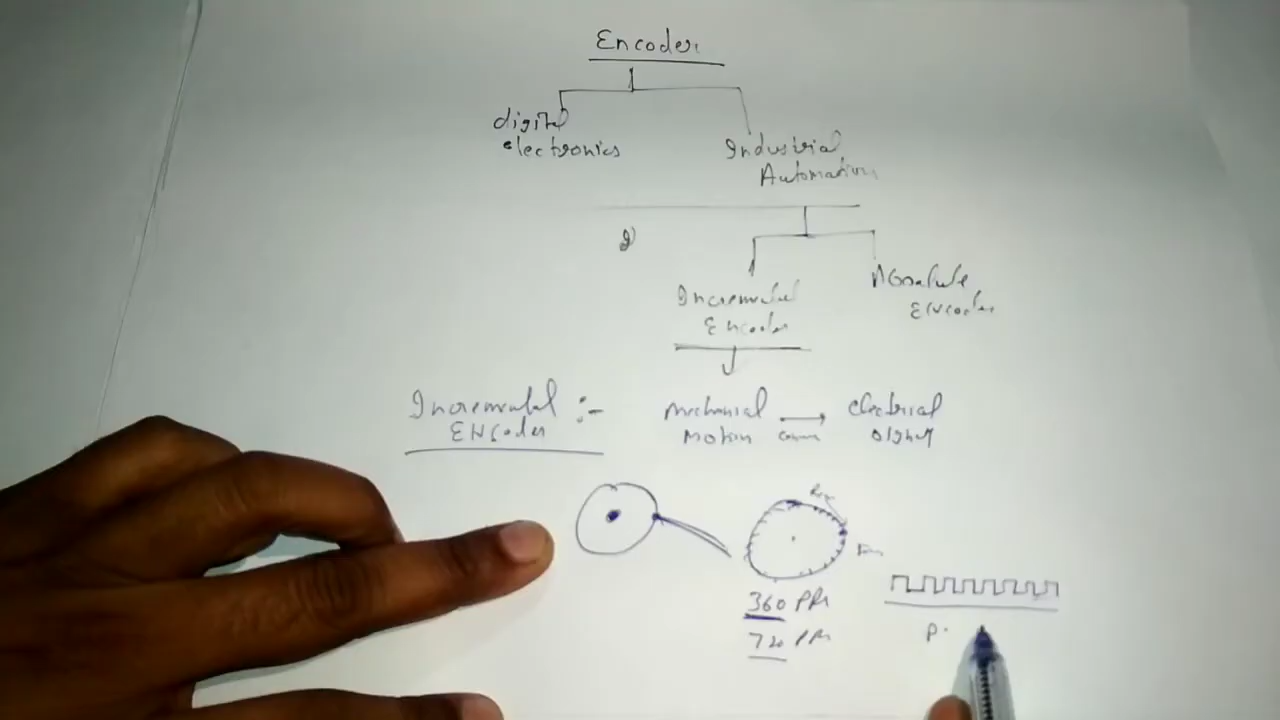 Encoder
digital
electronics
Industrial
Automation
Incremental
Encoder
Absolute
Encoder
Incremental :-
ENCoder
Mechanical
Motion
Electrical
signal
360 PPR
720 PPR
P.